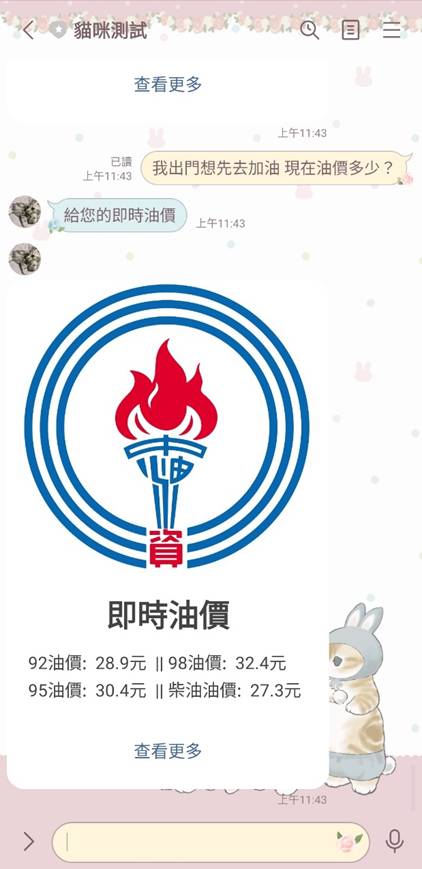 貓咪測試
查看更多
上午11:43
已讀
上午11:43
我出門想先去加油 現在油價多少？
給您的即時油價
上午11:43
中油
資
即時油價
92油價: 28.9元 || 98油價: 32.4元
95油價: 30.4元 || 柴油油價: 27.3元
查看更多
上午11:43